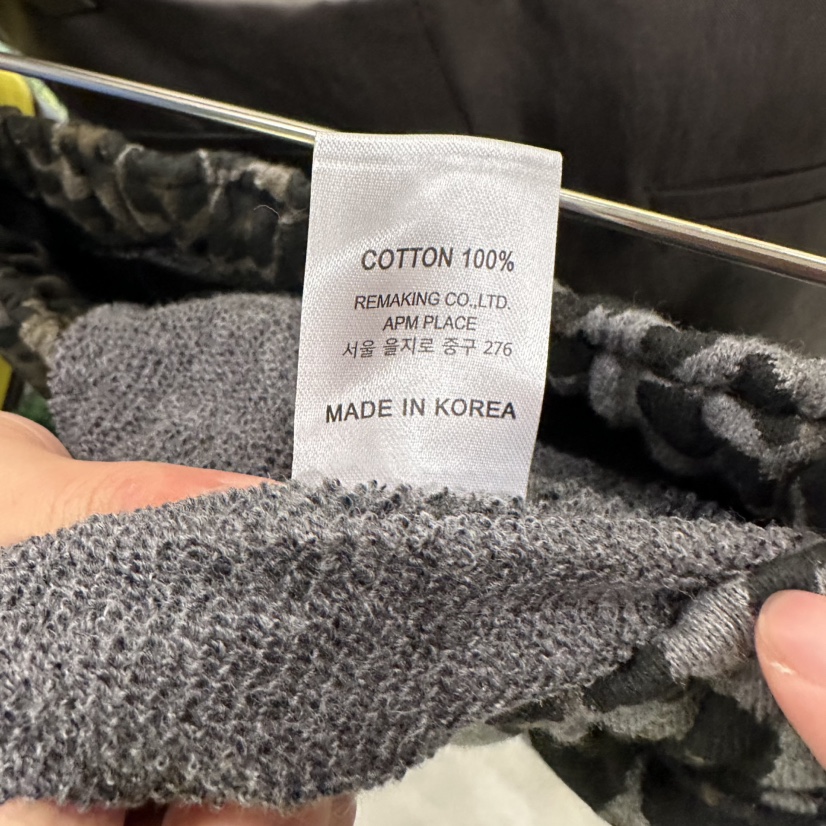 COTTON 100%
REMAKING CO.,LTD.
APM PLACE
서울 을지로 중구 276
MADE IN KOREA